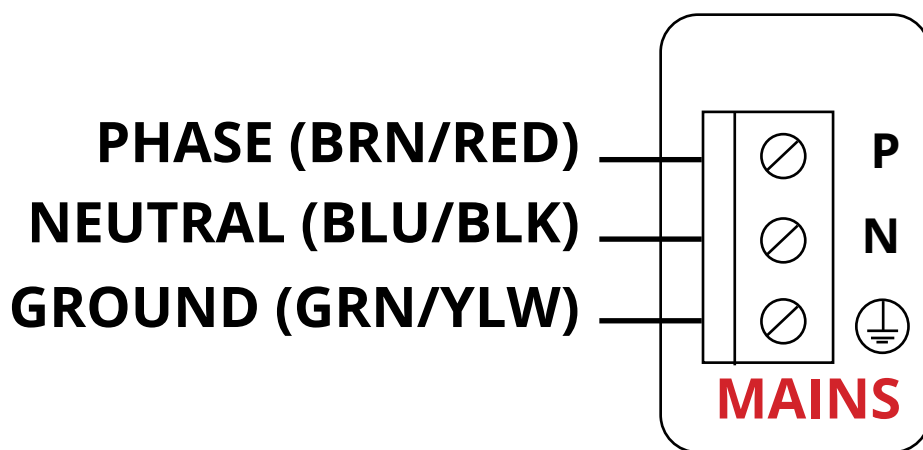 PHASE (BRN/RED) P
NEUTRAL (BLU/BLK) N
GROUND (GRN/YLW)
MAINS